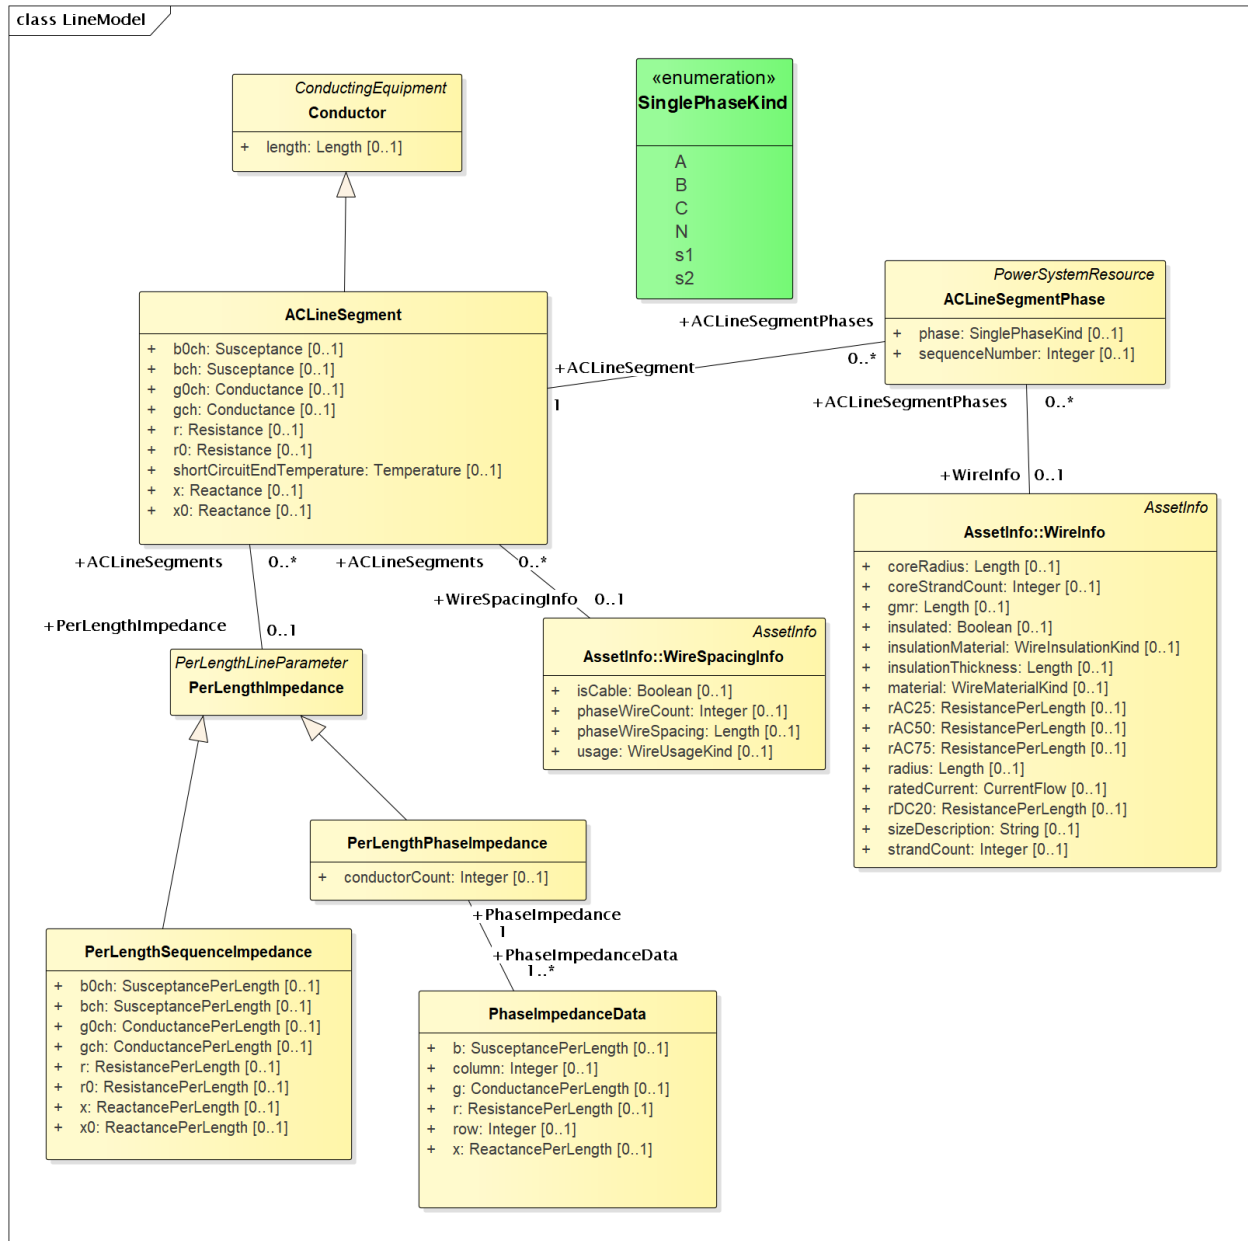 class LineModel
ConductingEquipment
Conductor
+ length: Length [0..1]
«enumeration»
SinglePhaseKind
A
B
C
N
s1
s2
PowerSystemResource
ACLineSegmentPhase
+ phase: SinglePhaseKind [0..1]
+ sequenceNumber: Integer [0..1]
ACLineSegment
+ b0ch: Susceptance [0..1]
+ bch: Susceptance [0..1]
+ g0ch: Conductance [0..1]
+ gch: Conductance [0..1]
+ r: Resistance [0..1]
+ r0: Resistance [0..1]
+ shortCircuitEndTemperature: Temperature [0..1]
+ x: Reactance [0..1]
+ x0: Reactance [0..1]
+ACLineSegmentPhases
0..*
+ACLineSegment
1
+ACLineSegmentPhases 0..*
+WireInfo 0..1
AssetInfo
AssetInfo::WireInfo
+ coreRadius: Length [0..1]
+ coreStrandCount: Integer [0..1]
+ gmr: Length [0..1]
+ insulated: Boolean [0..1]
+ insulationMaterial: WireInsulationKind [0..1]
+ insulationThickness: Length [0..1]
+ material: WireMaterialKind [0..1]
+ rAC25: ResistancePerLength [0..1]
+ rAC50: ResistancePerLength [0..1]
+ rAC75: ResistancePerLength [0..1]
+ radius: Length [0..1]
+ ratedCurrent: CurrentFlow [0..1]
+ rDC20: ResistancePerLength [0..1]
+ sizeDescription: String [0..1]
+ strandCount: Integer [0..1]
+ACLineSegments 0..*
+ACLineSegments 0..*
+WireSpacingInfo 0..1
+PerLengthImpedance 0..1
AssetInfo
AssetInfo::WireSpacingInfo
+ isCable: Boolean [0..1]
+ phaseWireCount: Integer [0..1]
+ phaseWireSpacing: Length [0..1]
+ usage: WireUsageKind [0..1]
PerLengthLineParameter
PerLengthImpedance
PerLengthPhaseImpedance
+ conductorCount: Integer [0..1]
+PhaseImpedance
1
+PhaseImpedanceData
1..*
PerLengthSequenceImpedance
+ b0ch: SusceptancePerLength [0..1]
+ bch: SusceptancePerLength [0..1]
+ g0ch: ConductancePerLength [0..1]
+ gch: ConductancePerLength [0..1]
+ r: ResistancePerLength [0..1]
+ r0: ResistancePerLength [0..1]
+ x: ReactancePerLength [0..1]
+ x0: ReactancePerLength [0..1]
PhaseImpedanceData
+ b: SusceptancePerLength [0..1]
+ column: Integer [0..1]
+ g: ConductancePerLength [0..1]
+ r: ResistancePerLength [0..1]
+ row: Integer [0..1]
+ x: ReactancePerLength [0..1]